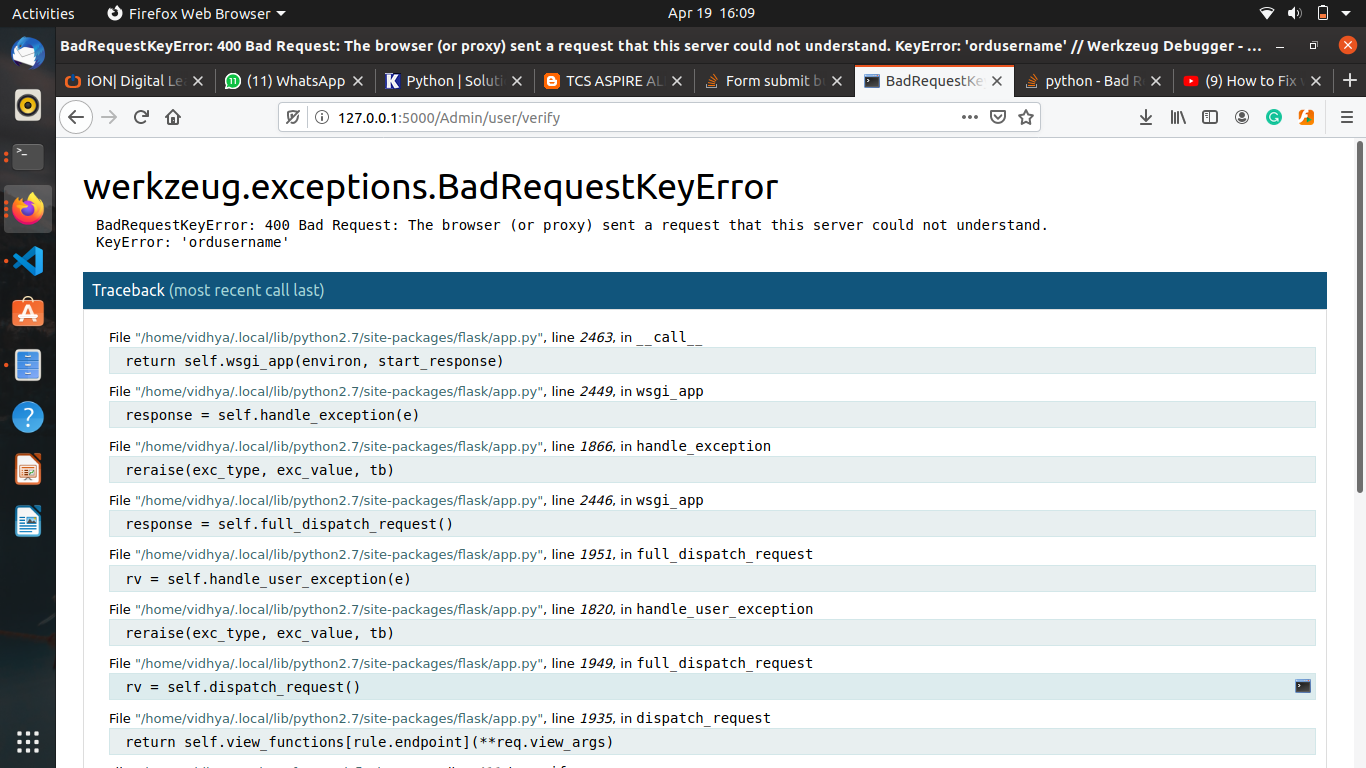 Activities
Firefox Web Browser
Apr 19 16:09
BadRequestKeyError: 400 Bad Request: The browser (or proxy) sent a request that this server could not understand. KeyError: 'ordusername' // Werkzeug Debugger - ...
iON| Digital Le
(11) WhatsApp
Python | Soluti
TCS ASPIRE AL
Form submit b
BadRequestKe
python - Bad R
(9) How to Fix
127.0.0.1:5000/Admin/user/verify
werkzeug.exceptions.BadRequestKeyError
BadRequestKeyError: 400 Bad Request: The browser (or proxy) sent a request that this server could not understand.
KeyError: 'ordusername'
Traceback (most recent call last)
File "/home/vidhya/.local/lib/python2.7/site-packages/flask/app.py", line 2463, in __call__
return self.wsgi_app(environ, start_response)
File "/home/vidhya/.local/lib/python2.7/site-packages/flask/app.py", line 2449, in wsgi_app
response = self.handle_exception(e)
File "/home/vidhya/.local/lib/python2.7/site-packages/flask/app.py", line 1866, in handle_exception
reraise(exc_type, exc_value, tb)
File "/home/vidhya/.local/lib/python2.7/site-packages/flask/app.py", line 2446, in wsgi_app
response = self.full_dispatch_request()
File "/home/vidhya/.local/lib/python2.7/site-packages/flask/app.py", line 1951, in full_dispatch_request
rv = self.handle_user_exception(e)
File "/home/vidhya/.local/lib/python2.7/site-packages/flask/app.py", line 1820, in handle_user_exception
reraise(exc_type, exc_value, tb)
File "/home/vidhya/.local/lib/python2.7/site-packages/flask/app.py", line 1949, in full_dispatch_request
rv = self.dispatch_request()
File "/home/vidhya/.local/lib/python2.7/site-packages/flask/app.py", line 1935, in dispatch_request
return self.view_functions[rule.endpoint](**req.view_args)